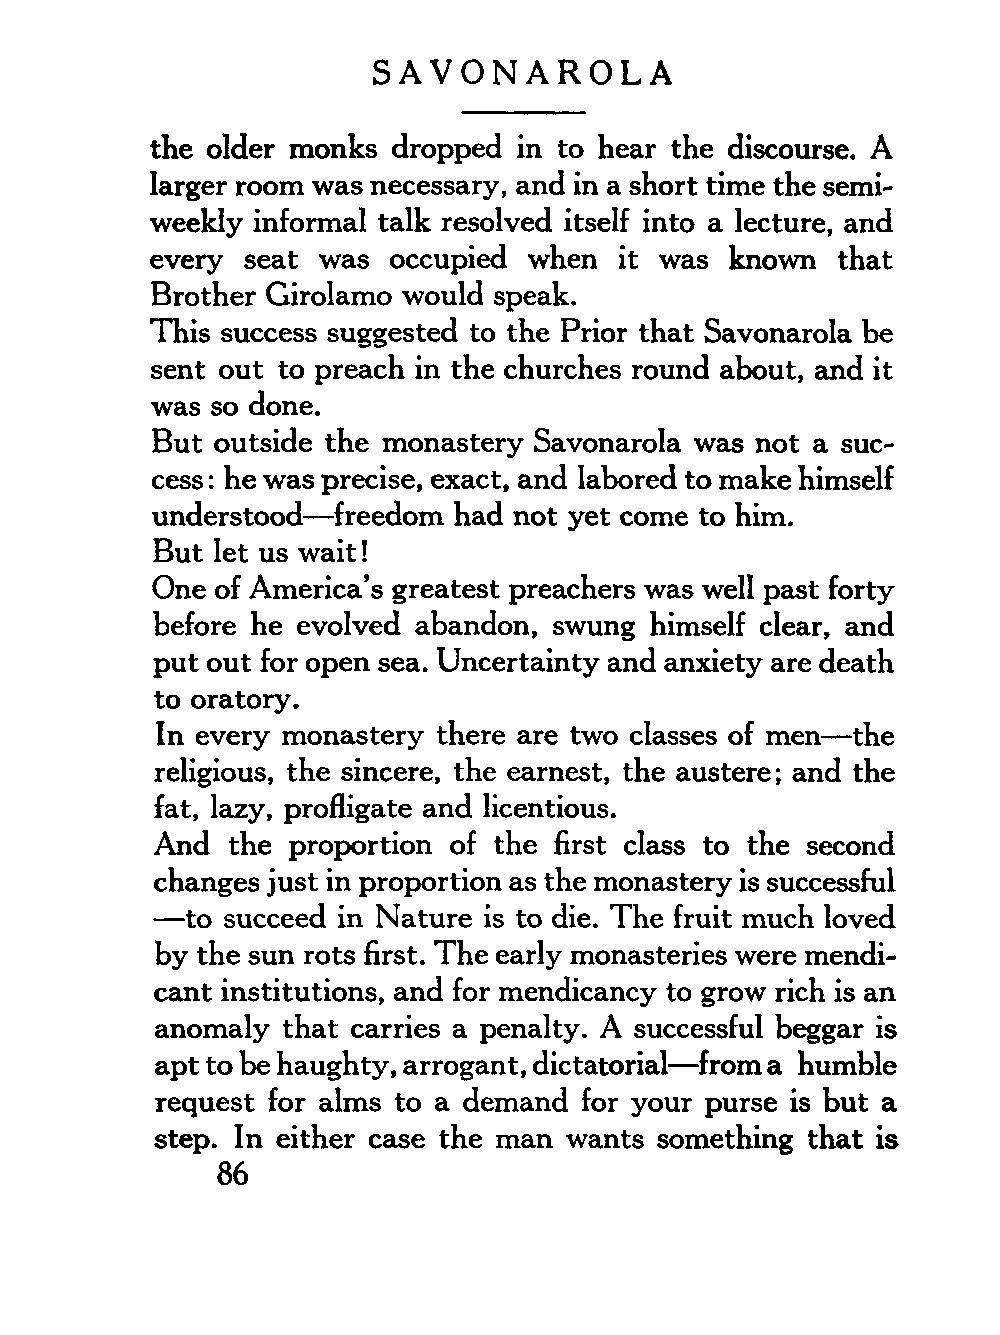 SAVONAROLA
the older monks dropped in to hear the discourse. A
larger room was necessary, and in a short time the semi-
weekly informal talk resolved itself into a lecture, and
every seat was occupied when it was known that
Brother Girolamo would speak.
This success suggested to the Prior that Savonarola be
sent out to preach in the churches round about, and it
was so done.
But outside the monastery Savonarola was not a suc-
cess: he was precise, exact, and labored to make himself
understood—freedom had not yet come to him.
But let us wait!
One of America's greatest preachers was well past forty
before he evolved abandon, swung himself clear, and
put out for open sea. Uncertainty and anxiety are death
to oratory.
In every monastery there are two classes of men—the
religious, the sincere, the earnest, the austere; and the
fat, lazy, profligate and licentious.
And the proportion of the first class to the second
changes just in proportion as the monastery is successful
—to succeed in Nature is to die. The fruit much loved
by the sun rots first. The early monasteries were mendi-
cant institutions, and for mendicancy to grow rich is an
anomaly that carries a penalty. A successful beggar is
apt to be haughty, arrogant, dictatorial—from a humble
request for alms to a demand for your purse is but a
step. In either case the man wants something that is
86